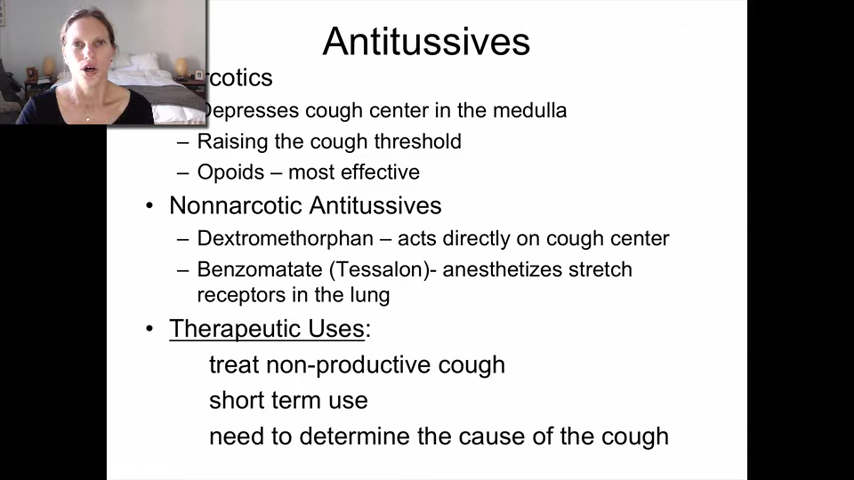 Antitussives
rcotics
Depresses cough center in the medulla
– Raising the cough threshold
– Opoids – most effective
• Nonnarcotic Antitussives
– Dextromethorphan – acts directly on cough center
– Benzomatate (Tessalon)- anesthetizes stretch
receptors in the lung
• Therapeutic Uses:
treat non-productive cough
short term use
need to determine the cause of the cough